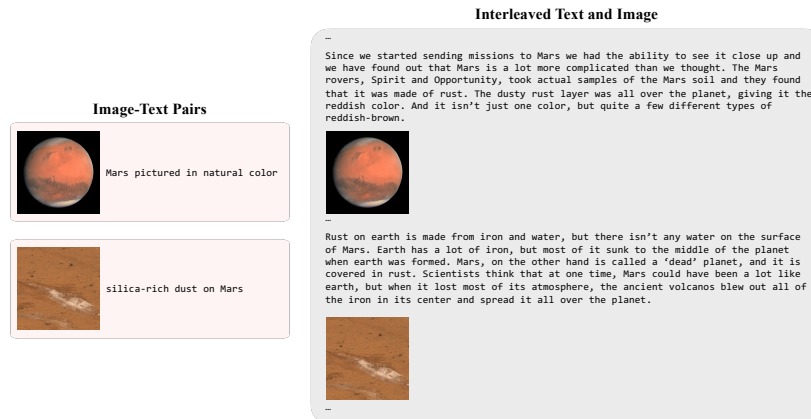 Interleaved Text and Image
…
Since we started sending missions to Mars we had the ability to see it close up and
we have found out that Mars is a lot more complicated than we thought. The Mars
rovers, Spirit and Opportunity, took actual samples of the Mars soil and they found
that it was made of rust. The dusty rust layer was all over the planet, giving it the
reddish color. And it isn’t just one color, but quite a few different types of
reddish-brown.
…
Rust on earth is made from iron and water, but there isn’t any water on the surface
of Mars. Earth has a lot of iron, but most of it sunk to the middle of the planet
when earth was formed. Mars, on the other hand is called a ‘dead’ planet, and it is
covered in rust. Scientists think that at one time, Mars could have been a lot like
earth, but when it lost most of its atmosphere, the ancient volcanos blew out all of
the iron in its center and spread it all over the planet.
…
Image-Text Pairs
Mars pictured in natural color
silica-rich dust on Mars